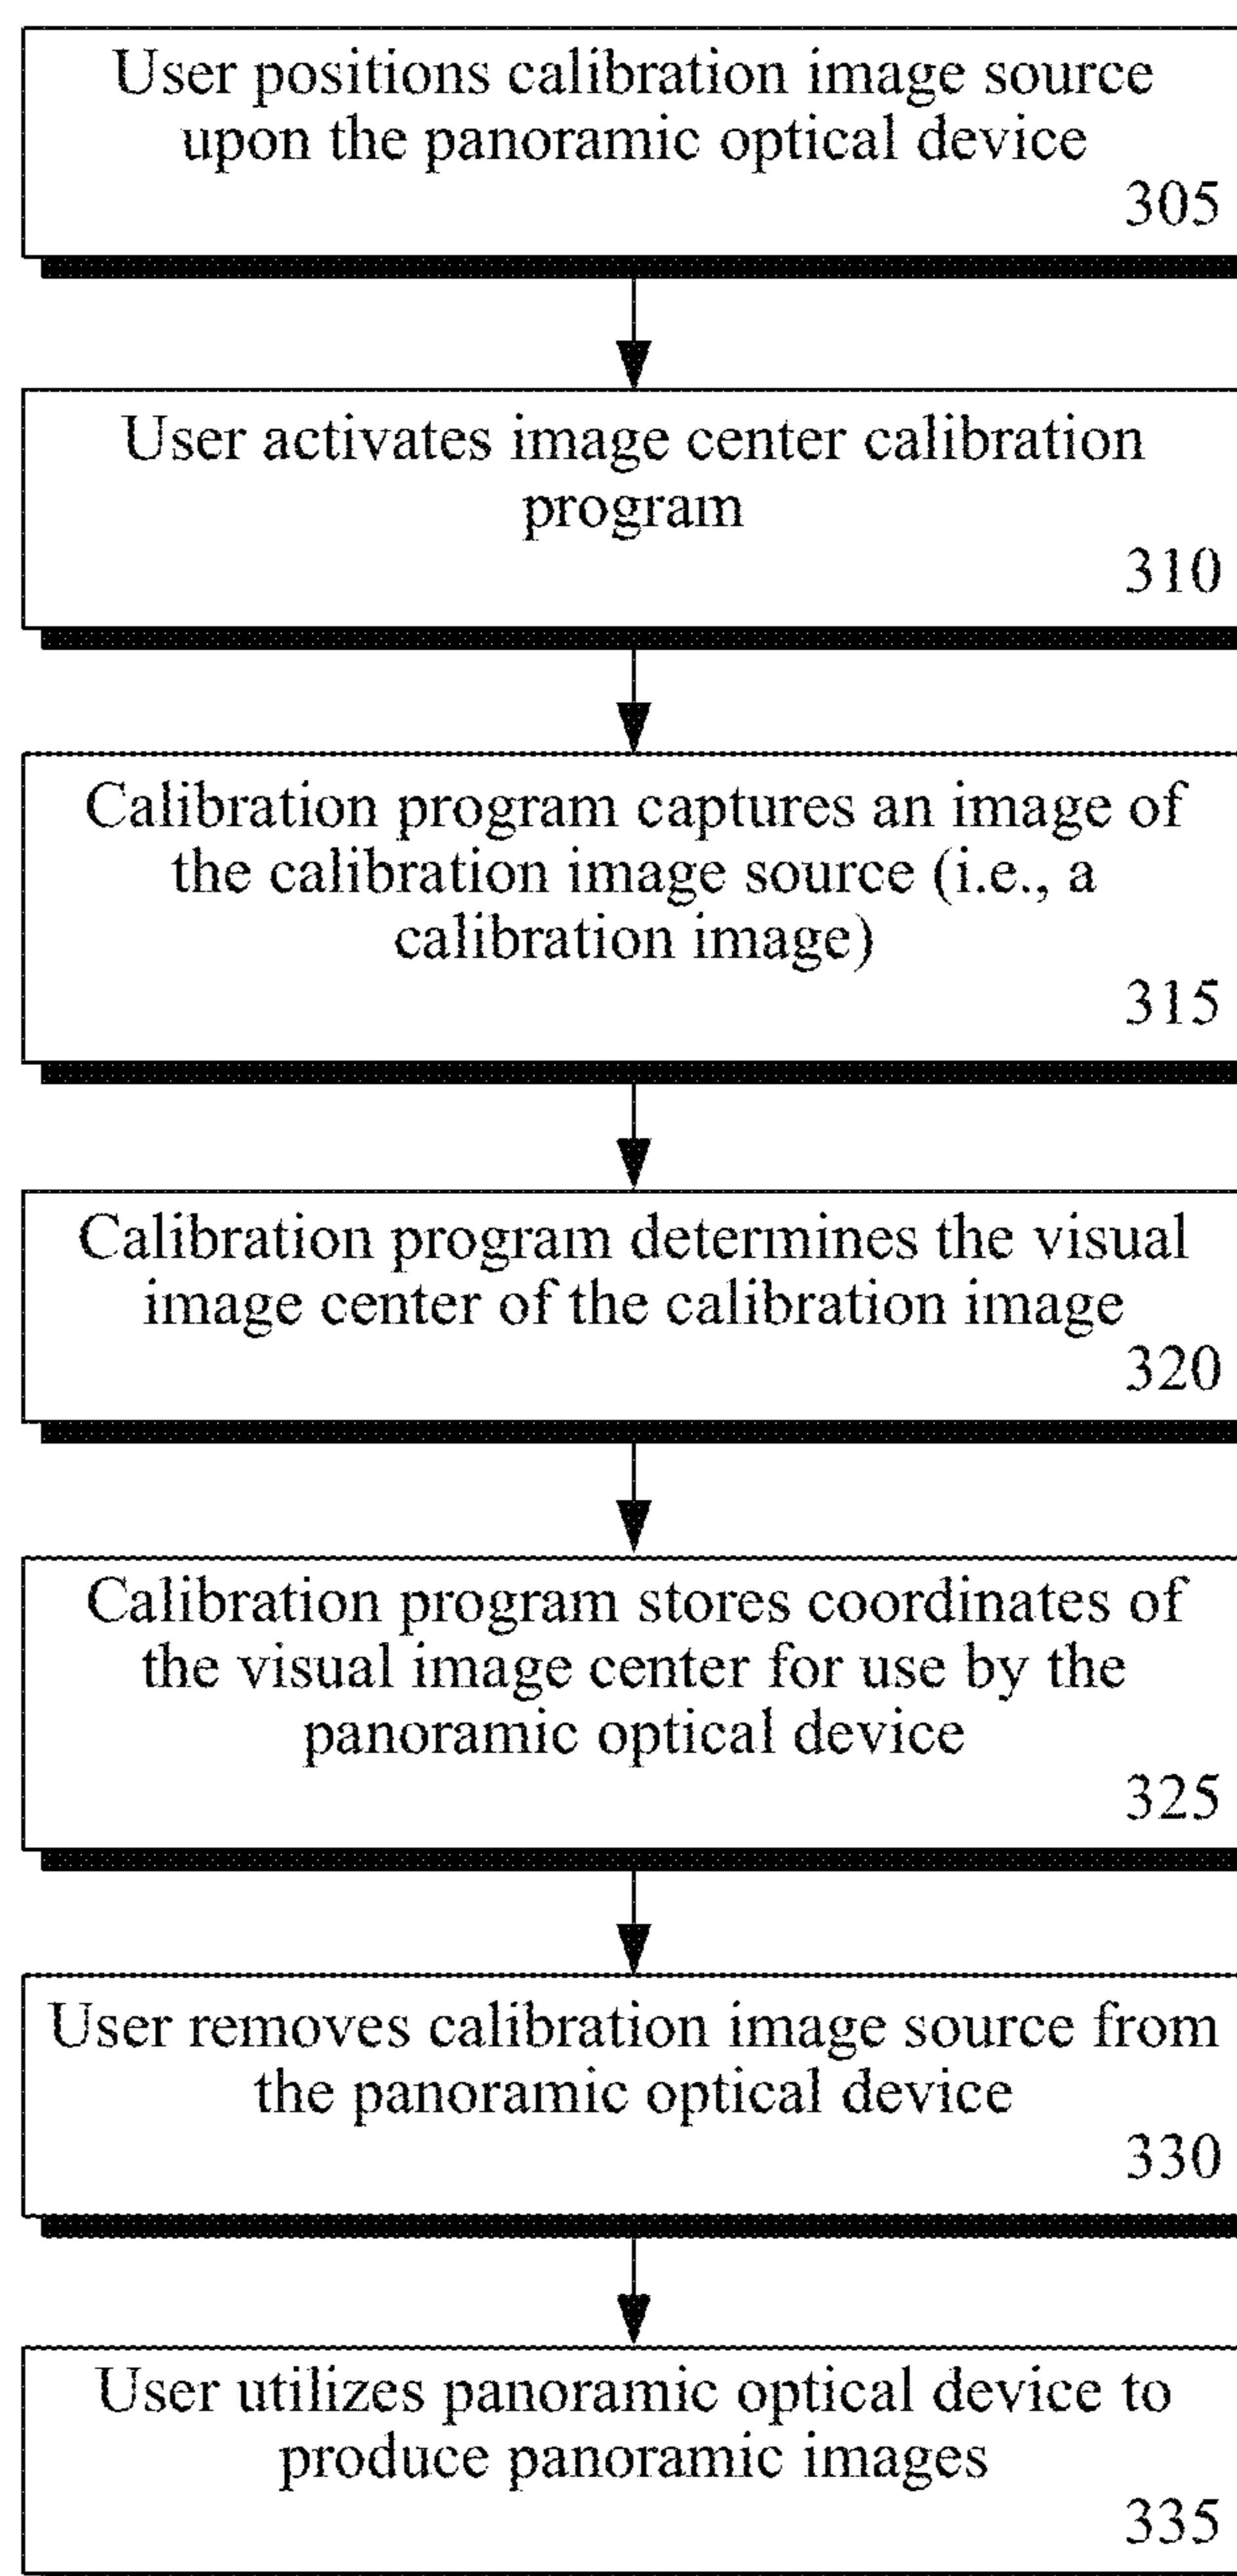 User positions calibration image source
upon the panoramic optical device
305
User activates image center calibration
program
310
Calibration program captures an image of
the calibration image source (i.e., a
calibration image)
315
Calibration program determines the visual
image center of the calibration image
320
Calibration program stores coordinates of
the visual image center for use by the
panoramic optical device
325
User removes calibration image source from
the panoramic optical device
330
User utilizes panoramic optical device to
produce panoramic images
335